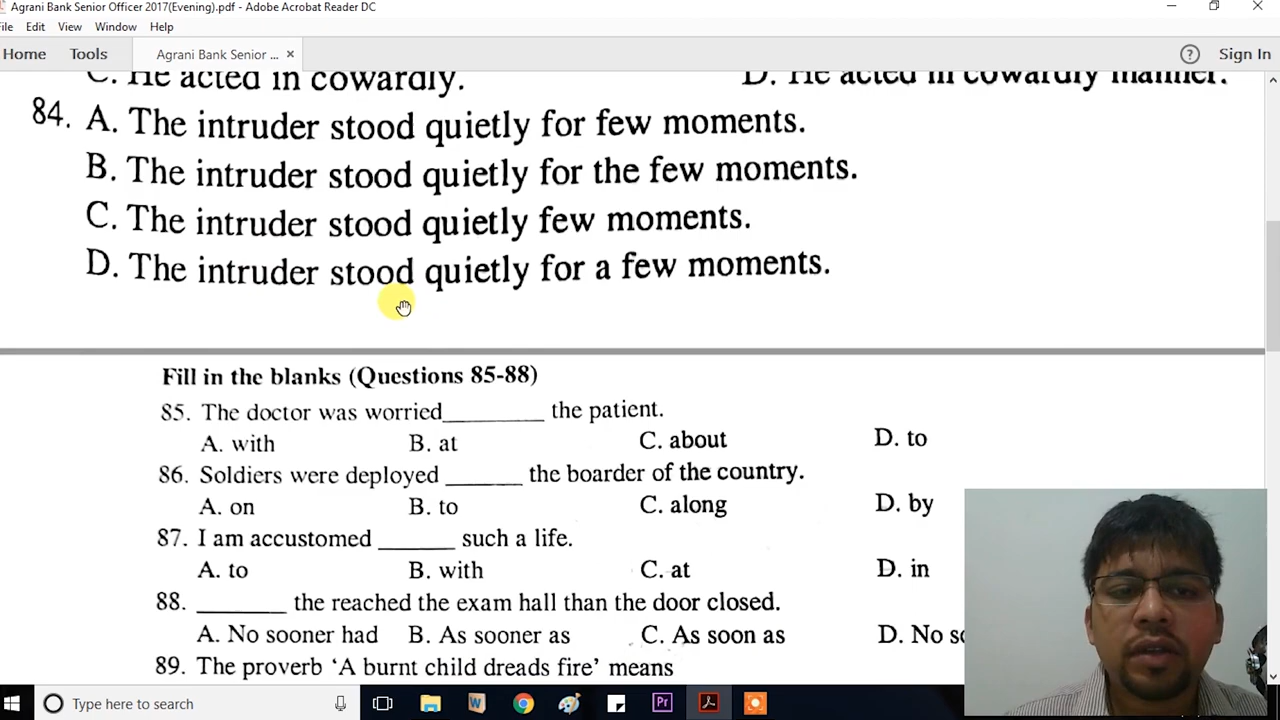 Agrani Bank Senior Officer 2017(Evening).pdf - Adobe Acrobat Reader DC
File Edit View Window Help
Home Tools Agrani Bank Senior ... × ? Sign In
C. He acted in cowardly. D. He acted in cowardly manner.
84. A. The intruder stood quietly for few moments.
B. The intruder stood quietly for the few moments.
C. The intruder stood quietly few moments.
D. The intruder stood quietly for a few moments.
Fill in the blanks (Questions 85-88)
85. The doctor was worried________ the patient.
A. with B. at C. about D. to
86. Soldiers were deployed ______ the boarder of the country.
A. on B. to C. along D. by
87. I am accustomed ______ such a life.
A. to B. with C. at D. in
88. _______ the reached the exam hall than the door closed.
A. No sooner had B. As sooner as C. As soon as D. No so
89. The proverb ‘A burnt child dreads fire’ means
Type here to search W Pr